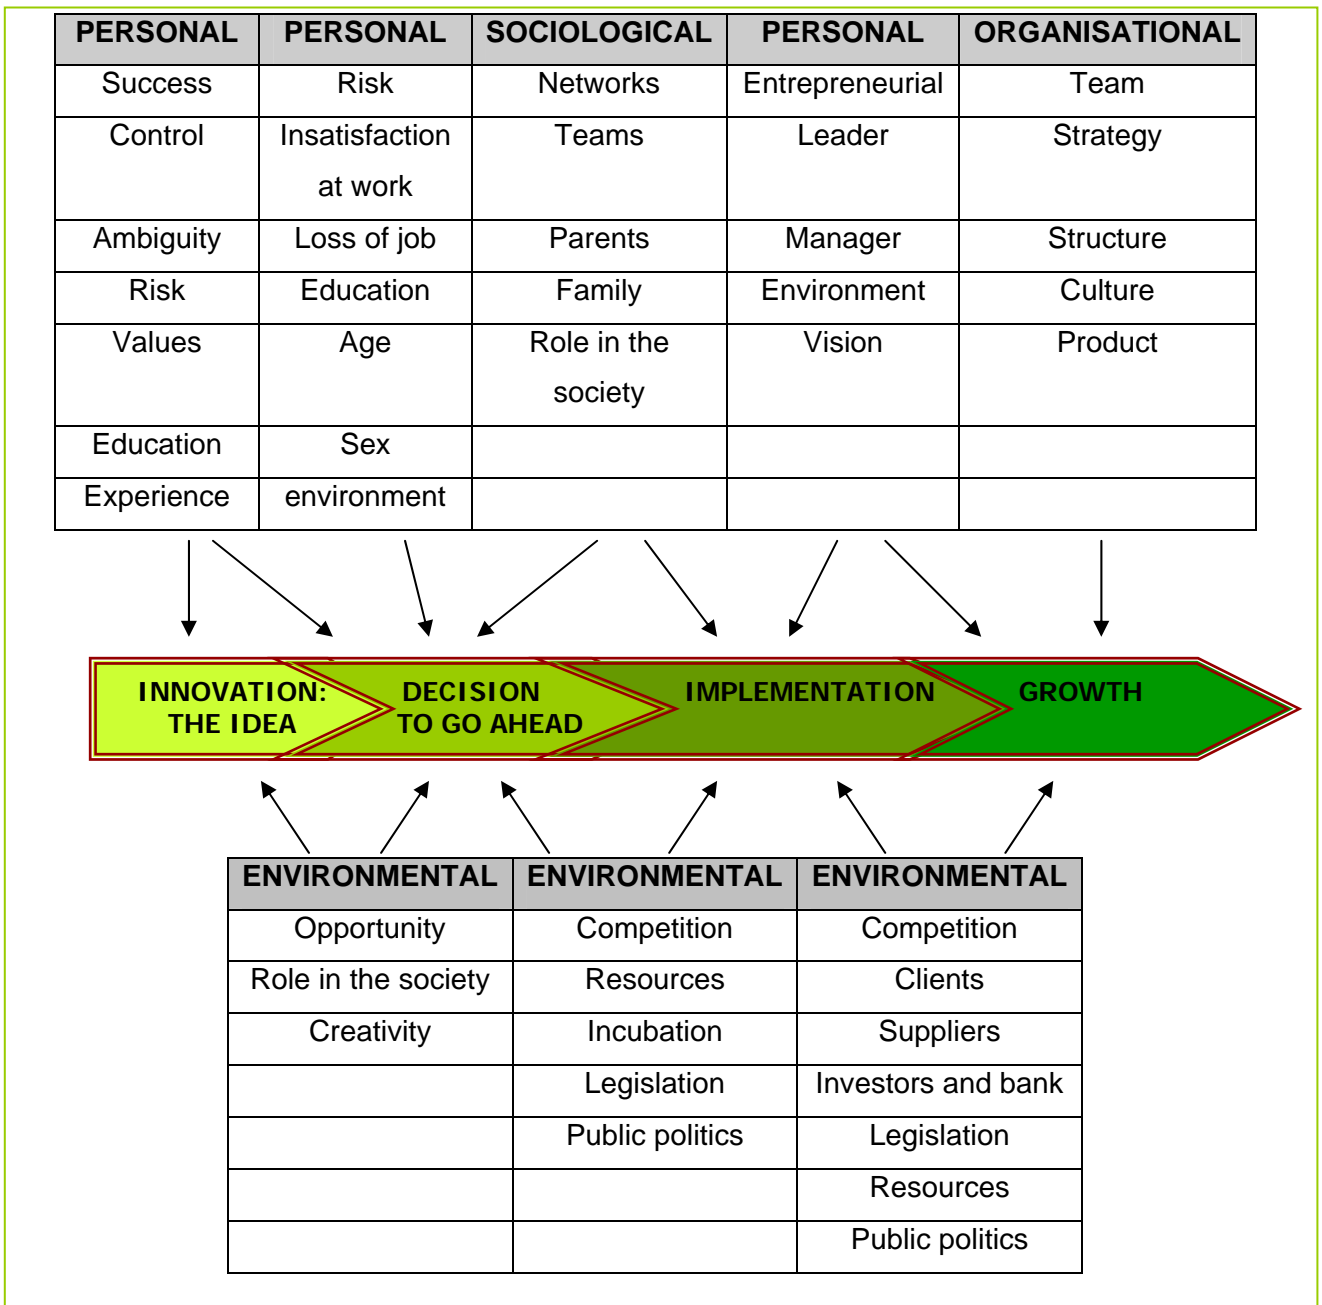 PERSONAL PERSONAL SOCIOLOGICAL PERSONAL ORGANISATIONAL
Success Risk Networks Entrepreneurial Team
Control Insatisfaction Teams Leader Strategy
at work
Ambiguity Loss of job Parents Manager Structure
Risk Education Family Environment Culture
Values Age Role in the Vision Product
society
Education Sex
Experience environment
INNOVATION: DECISION IMPLEMENTATION GROWTH
THE IDEA TO GO AHEAD
ENVIRONMENTAL ENVIRONMENTAL ENVIRONMENTAL
Opportunity Competition Competition
Role in the society Resources Clients
Creativity Incubation Suppliers
Legislation Investors and bank
Public politics Legislation
Resources
Public politics